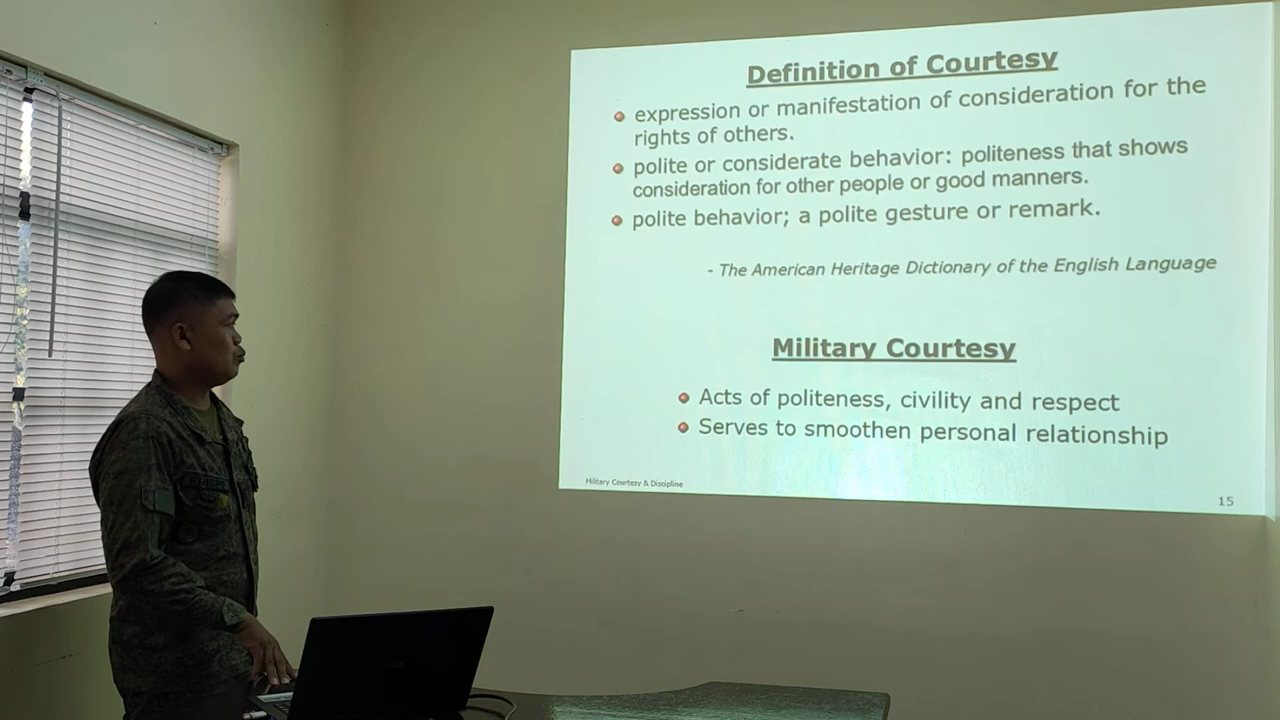 Definition of Courtesy
expression or manifestation of consideration for the
rights of others.
polite or considerate behavior: politeness that shows
consideration for other people or good manners.
polite behavior; a polite gesture or remark.
- The American Heritage Dictionary of the English Language
Military Courtesy
Acts of politeness, civility and respect
Serves to smoothen personal relationship
Military Courtesy & Discipline
15